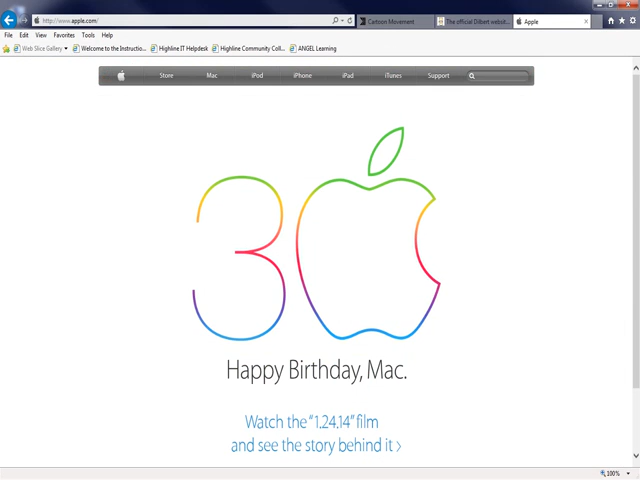 http://www.apple.com/
Cartoon Movement
The official Dilbert websit...
Apple
File Edit View Favorites Tools Help
Web Slice Gallery
Welcome to the Instructio...
Highline IT Helpdesk
Highline Community Coll...
ANGEL Learning
Store Mac iPod iPhone iPad iTunes Support
3
Happy Birthday, Mac.
Watch the “1.24.14” film
and see the story behind it ›
100%